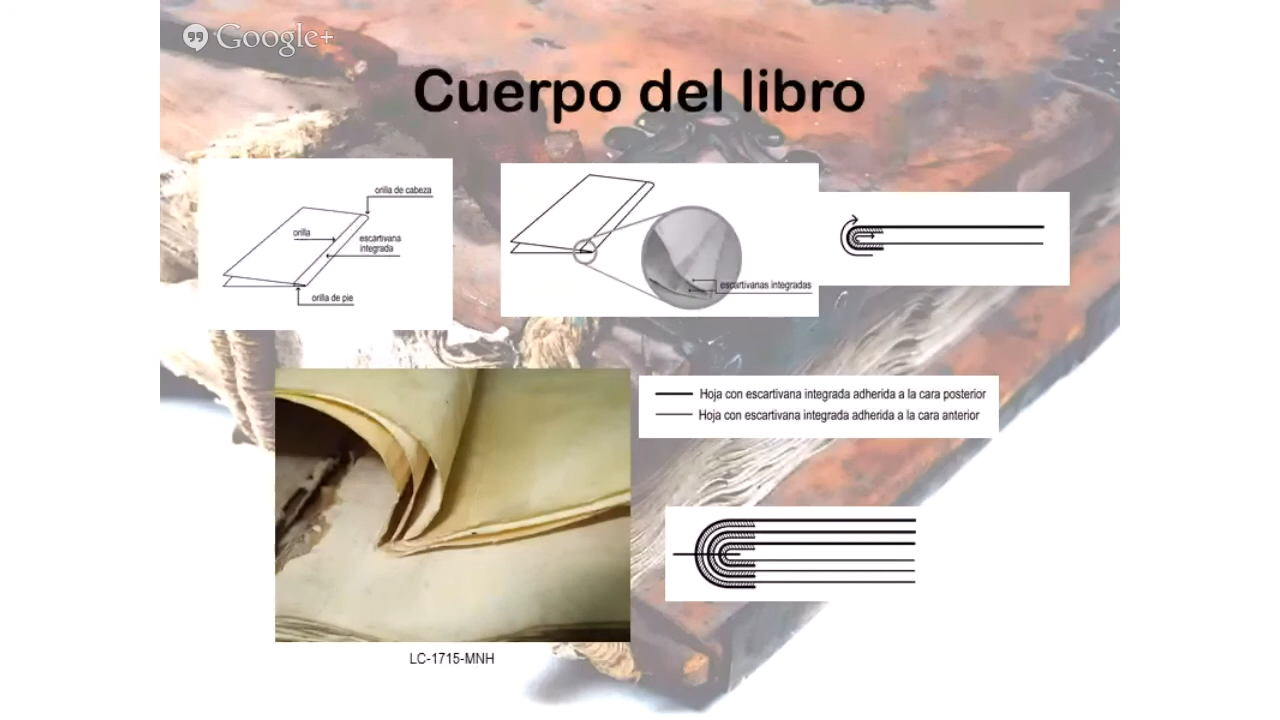 Google+
Cuerpo del libro
orilla de cabeza
orilla
escartivana
integrada
orilla de pie
escartivanas integradas
Hoja con escartivana integrada adherida a la cara posterior
Hoja con escartivana integrada adherida a la cara anterior
LC-1715-MNH